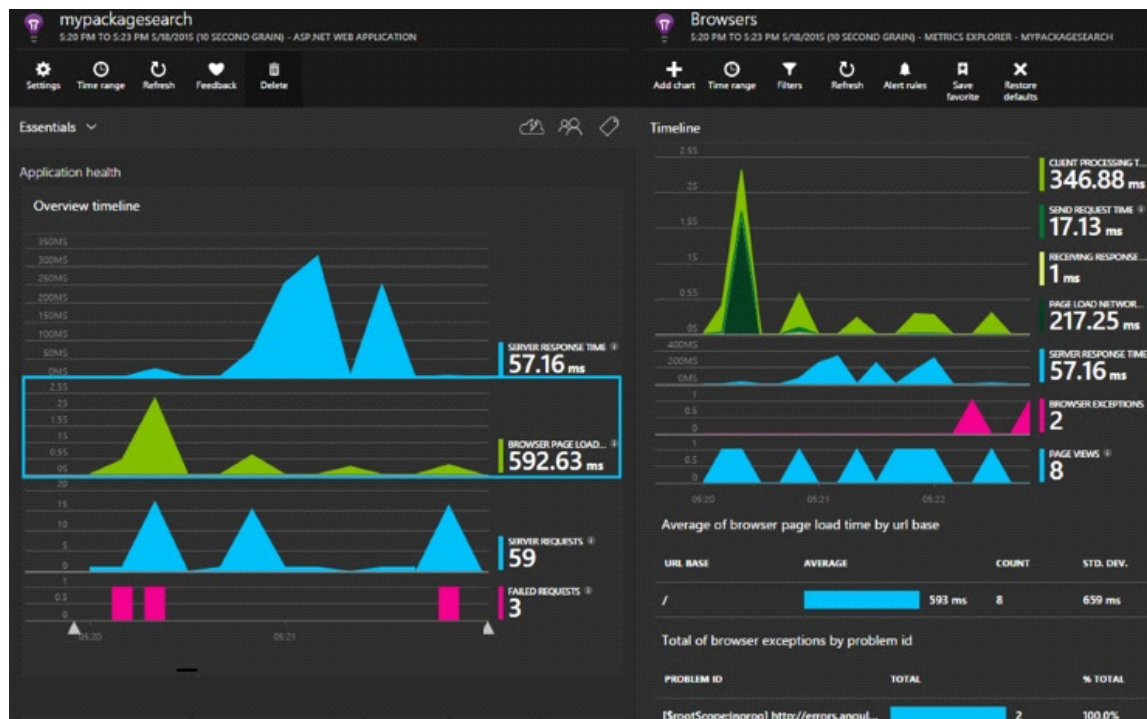 mypackagesearch
5:20 PM TO 5:23 PM 5/18/2015 (10 SECOND GRAIN) - ASP.NET WEB APPLICATION
Settings Time range Refresh Feedback Delete
Essentials
Application health
Overview timeline
350MS
300MS
250MS
200MS
150MS
100MS
50MS
0MS
SERVER RESPONSE TIME
57.16 ms
2.5S
2S
1.5S
1S
0.5S
0S
BROWSER PAGE LOAD...
592.63 ms
20
15
10
5
0
SERVER REQUESTS
59
1
0.5
0
FAILED REQUESTS
3
05:20 05:21
Browsers
5:20 PM TO 5:23 PM 5/18/2015 (10 SECOND GRAIN) - METRICS EXPLORER - MYPACKAGESEARCH
Add chart Time range Filters Refresh Alert rules Save favorite Restore defaults
Timeline
2.5S
2S
1.5S
1S
0.5S
0S
CLIENT PROCESSING T...
346.88 ms
SEND REQUEST TIME
17.13 ms
RECEIVING RESPONSE...
1 ms
PAGE LOAD NETWOR...
217.25 ms
400MS
200MS
0MS
SERVER RESPONSE TIME
57.16 ms
1
0.5
0
BROWSER EXCEPTIONS
2
1
0.5
0
PAGE VIEWS
8
05:20 05:21 05:22
Average of browser page load time by url base
URL BASE AVERAGE COUNT STD. DEV.
/ 593 ms 8 659 ms
Total of browser exceptions by problem id
PROBLEM ID TOTAL % TOTAL
[$rootScope:inprog] http://errors.angul... 2 100.0%